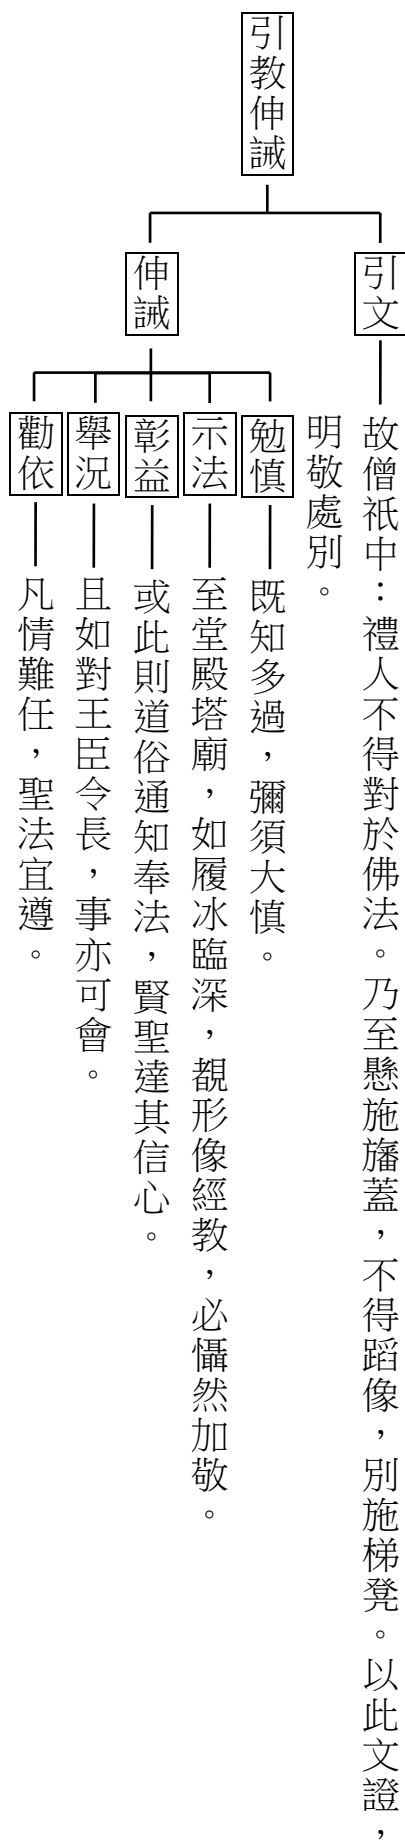 引教伸誡
引文
故僧祇中：禮人不得對於佛法。乃至懸施旛蓋，不得蹈像，別施梯凳。以此文證，
明敬處別。
伸誡
勉慎
既知多過，彌須大慎。
示法
至堂殿塔廟，如履冰臨深，覩形像經教，必懾然加敬。
彰益
或此則道俗通知奉法，賢聖達其信心。
舉況
且如對王臣令長，事亦可會。
勸依
凡情難任，聖法宜遵。